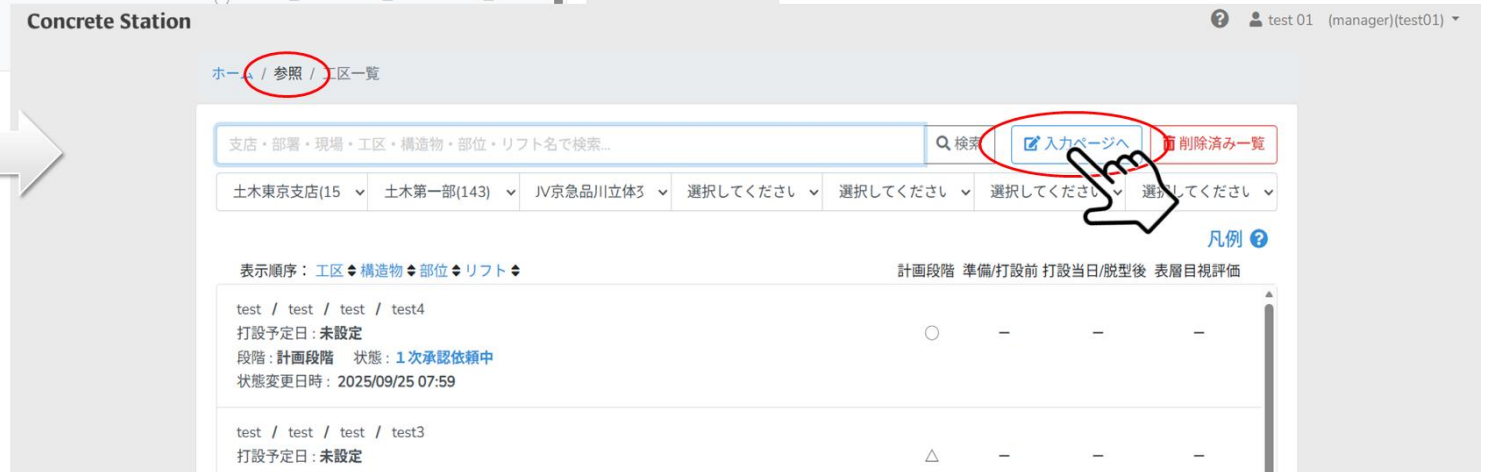 Concrete Station
test 01 (manager)(test01)
ホーム / 参照 / 工区一覧
支店・部署・現場・工区・構造物・部位・リフト名で検索...
検索
入力ページへ
削除済み一覧
土木東京支店(15
土木第一部(143)
JV京急品川立体
選択してください
選択してください
選択してください
選択してください
凡例
表示順序： 工区 構造物 部位 リフト
計画段階 準備/打設前 打設当日/脱型後 表層目視評価
test / test / test / test4
打設予定日 : 未設定
○ − − −
段階 : 計画段階 状態 : １次承認依頼中
状態変更日時 : 2025/09/25 07:59
test / test / test / test3
打設予定日 : 未設定
△ − − −